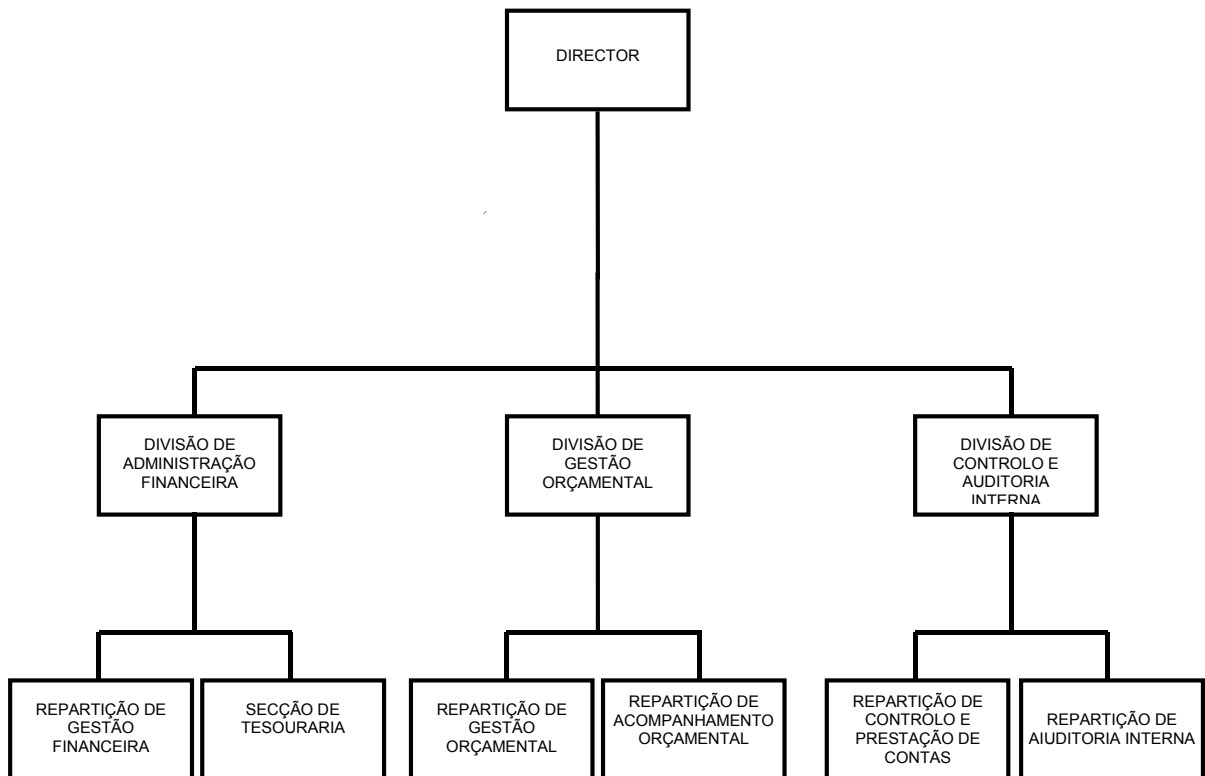 DIRECTOR
DIVISÃO DE
ADMINISTRAÇÃO
FINANCEIRA
DIVISÃO DE
GESTÃO
ORÇAMENTAL
DIVISÃO DE
CONTROLO E
AUDITORIA
INTERNA
REPARTIÇÃO DE
GESTÃO
FINANCEIRA
SECÇÃO DE
TESOURARIA
REPARTIÇÃO DE
GESTÃO
ORÇAMENTAL
REPARTIÇÃO DE
ACOMPANHAMENTO
ORÇAMENTAL
REPARTIÇÃO DE
CONTROLO E
PRESTAÇÃO DE
CONTAS
REPARTIÇÃO DE
AIUDITORIA INTERNA